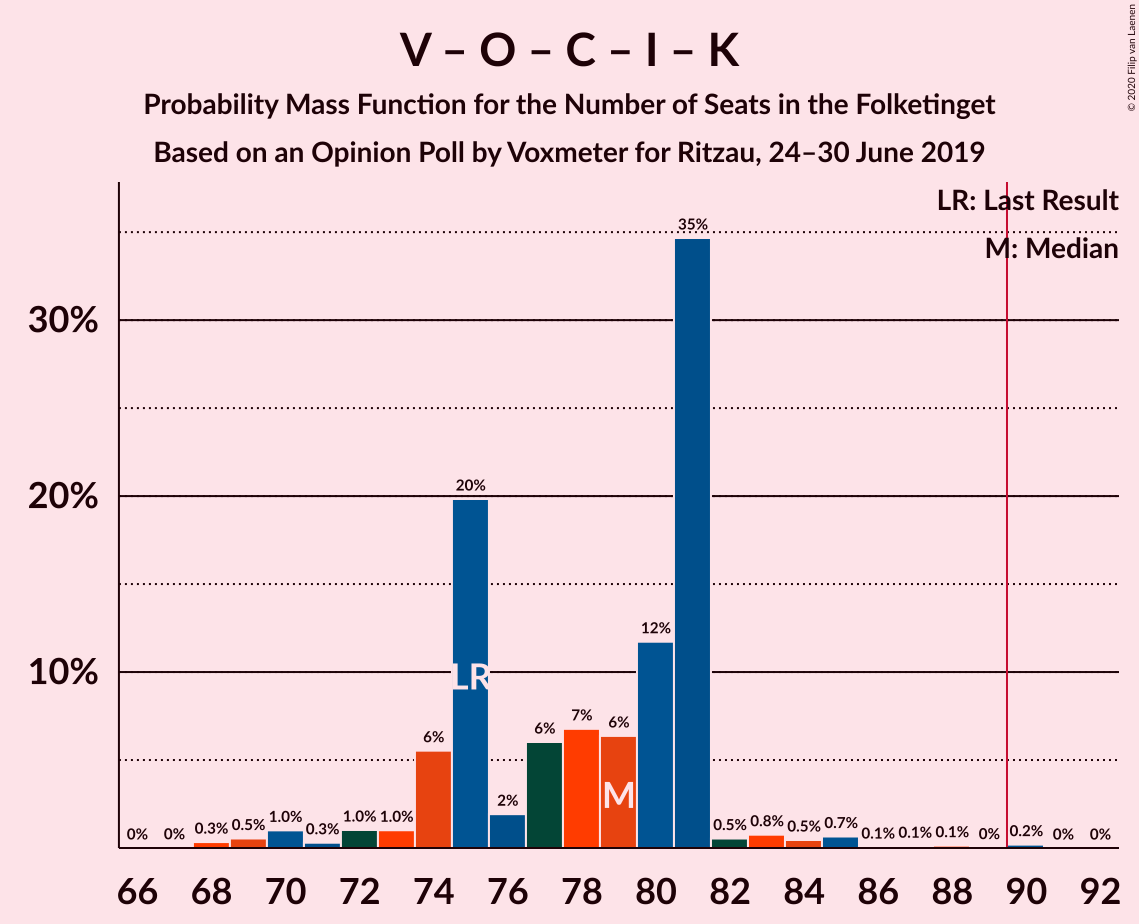 V – O – C – I – K
Probability Mass Function for the Number of Seats in the Folketinget
Based on an Opinion Poll by Voxmeter for Ritzau, 24–30 June 2019
© 2020 Filip van Laenen
LR: Last Result
M: Median
30%
20%
10%
0% 0% 0.3% 0.5% 1.0% 0.3% 1.0% 1.0% 6% 20% 2% 6% 7% 6% 12% 35% 0.5% 0.8% 0.5% 0.7% 0.1% 0.1% 0.1% 0% 0.2% 0% 0%
LR
M
66 68 70 72 74 76 78 80 82 84 86 88 90 92